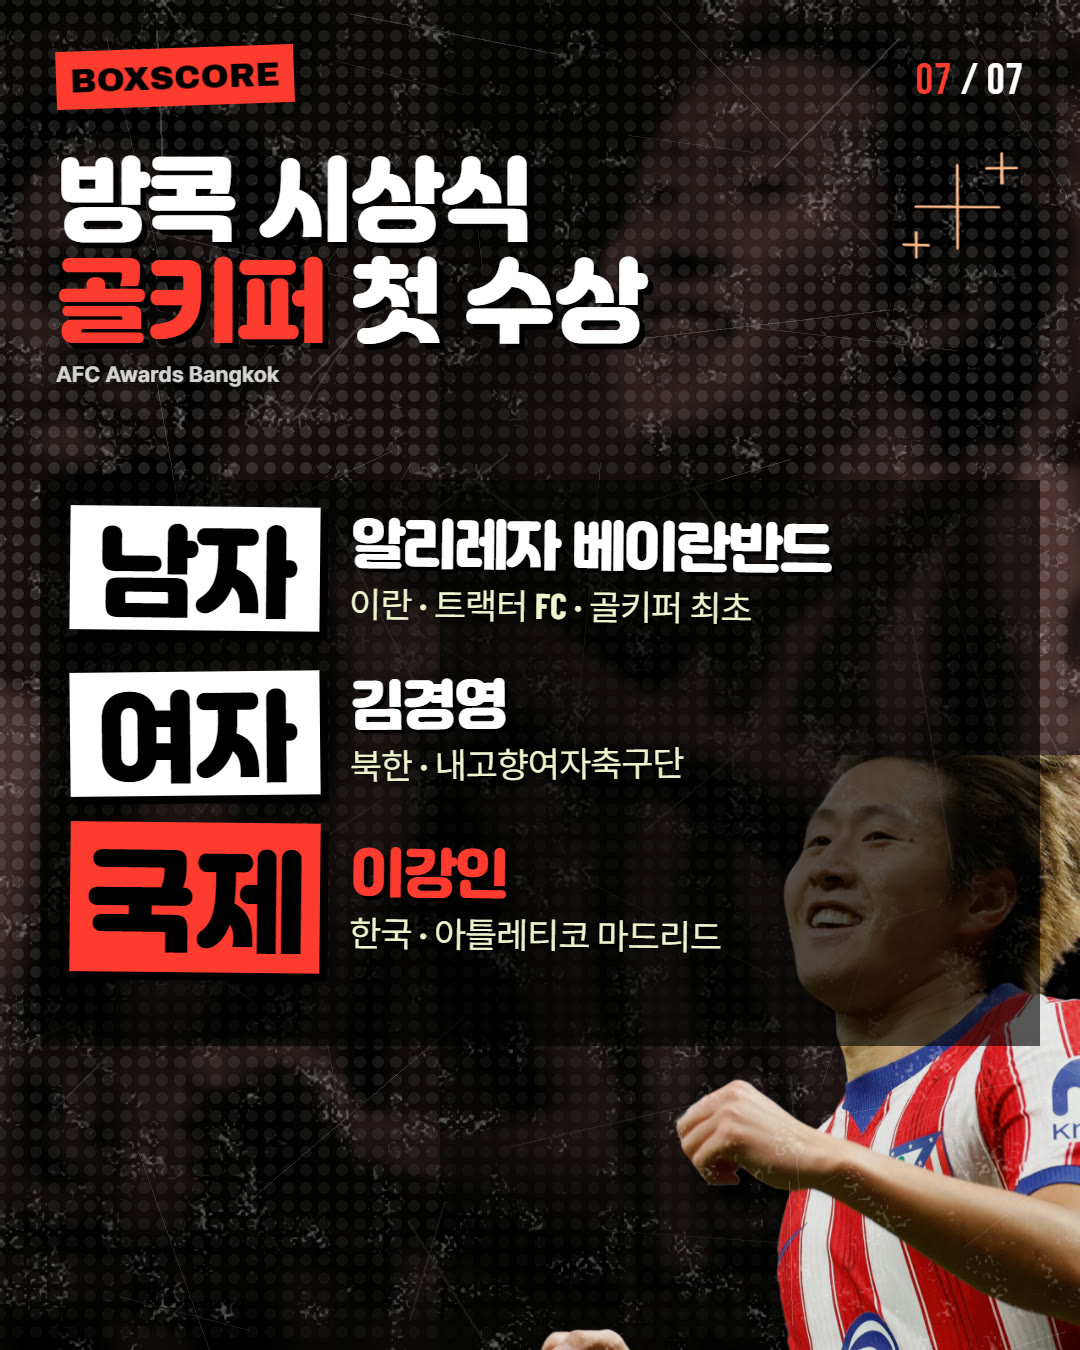 BOXSCORE
07 / 07
방콕 시상식
골키퍼 첫 수상
AFC Awards Bangkok
남자
알리레자 베이란반드
이란 · 트랙터 FC · 골키퍼 최초
여자
김경영
북한 · 내고향여자축구단
국제
이강인
한국 · 아틀레티코 마드리드